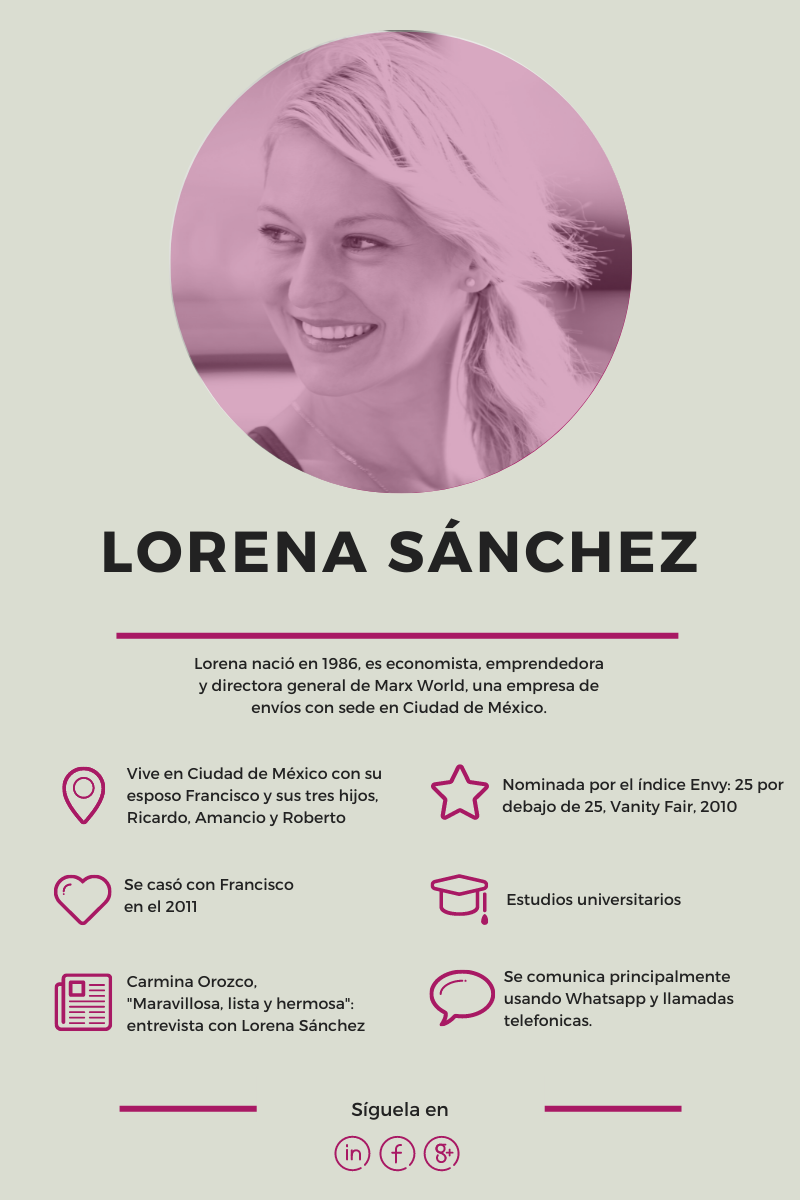 LORENA SÁNCHEZ
Lorena nació en 1986, es economista, emprendedora
y directora general de Marx World, una empresa de
envíos con sede en Ciudad de México.
Vive en Ciudad de México con su
esposo Francisco y sus tres hijos,
Ricardo, Amancio y Roberto
Nominada por el índice Envy: 25 por
debajo de 25, Vanity Fair, 2010
Se casó con Francisco
en el 2011
Estudios universitarios
Carmina Orozco,
"Maravillosa, lista y hermosa":
entrevista con Lorena Sánchez
Se comunica principalmente
usando Whatsapp y llamadas
telefonicas.
Síguela en
in f g+